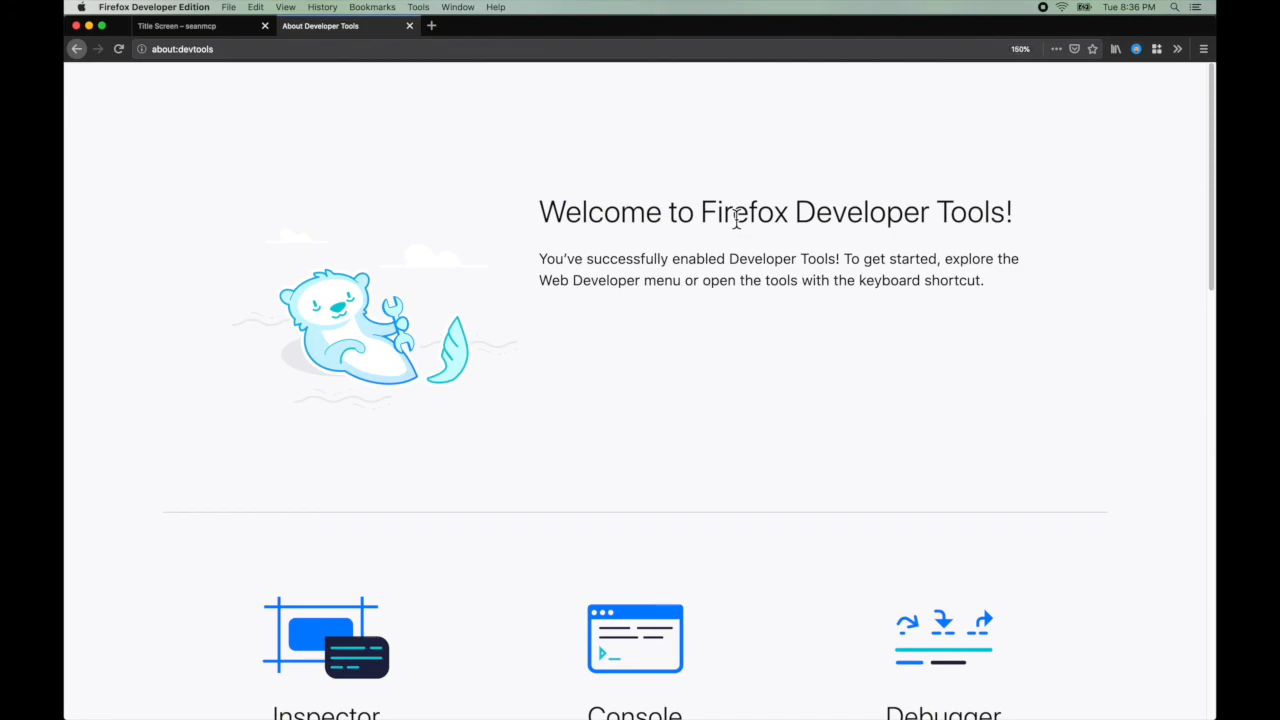 Firefox Developer Edition File Edit View History Bookmarks Tools Window Help Tue 8:36 PM
Title Screen – seanmcp About Developer Tools
about:devtools 150%
Welcome to Firefox Developer Tools!
You've successfully enabled Developer Tools! To get started, explore the
Web Developer menu or open the tools with the keyboard shortcut.
Inspector Console Debugger